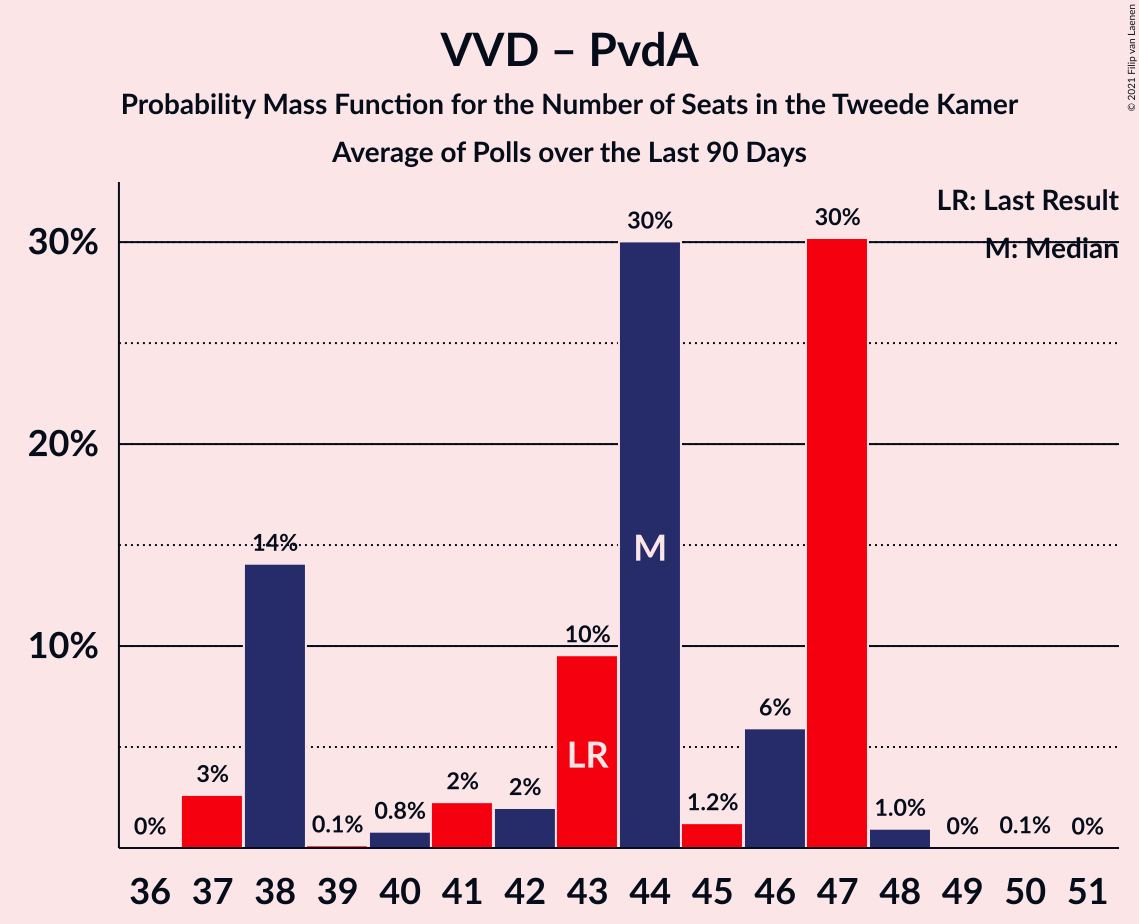 VVD – PvdA
Probability Mass Function for the Number of Seats in the Tweede Kamer
Average of Polls over the Last 90 Days
© 2021 Filip van Laenen
LR: Last Result
M: Median
30%
20%
10%
0%
3%
14%
0.1%
0.8%
2%
2%
10%
30%
1.2%
6%
30%
1.0%
0%
0.1%
0%
LR
M
36 37 38 39 40 41 42 43 44 45 46 47 48 49 50 51